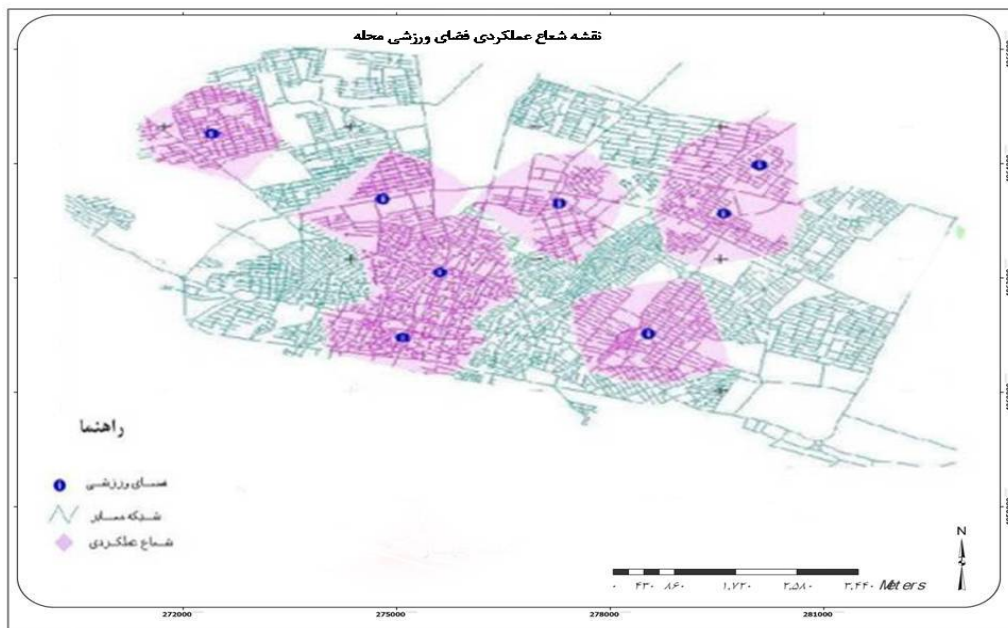 نقشه شعاع عملکردی فضای ورزشی محله
راهنما
فضای ورزشی
شبکه معابر
شعاع عملکردی
N
۰ ۴۳۰ ۸۶۰ ۱,۷۲۰ ۲,۵۸۰ ۳,۴۴۰ Meters
272000 275000 278000 281000